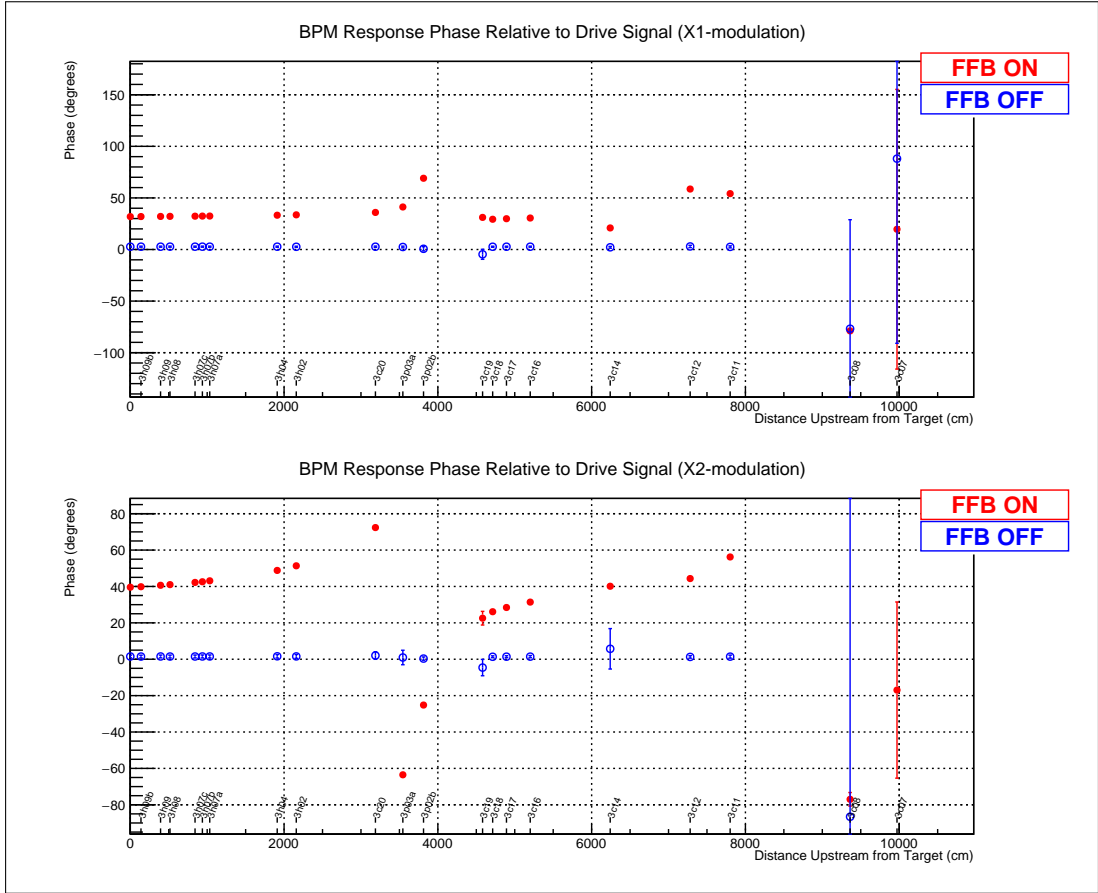 BPM Response Phase Relative to Drive Signal (X1-modulation)
FFB ON
FFB OFF
Phase (degrees)
150
100
50
0
−50
−100
3h09b
3h09
3h08
3h07c
3h07b
3h07a
3h04
3h02
3c20
3p03a
3p02b
3c19
3c18
3c17
3c16
3c14
3c12
3c11
3c08
3c07
0 2000 4000 6000 8000 10000
Distance Upstream from Target (cm)
BPM Response Phase Relative to Drive Signal (X2-modulation)
FFB ON
FFB OFF
Phase (degrees)
80
60
40
20
0
−20
−40
−60
−80
3h09b
3h09
3h08
3h07c
3h07b
3h07a
3h04
3h02
3c20
3p03a
3p02b
3c19
3c18
3c17
3c16
3c14
3c12
3c11
3c08
3c07
0 2000 4000 6000 8000 10000
Distance Upstream from Target (cm)